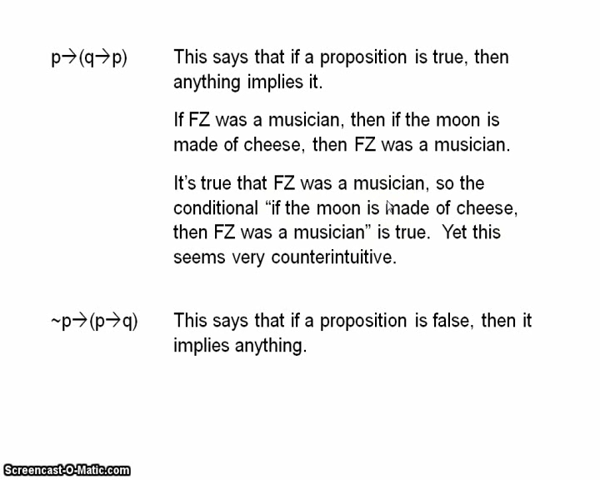 p→(q→p) This says that if a proposition is true, then
anything implies it.
If FZ was a musician, then if the moon is
made of cheese, then FZ was a musician.
It’s true that FZ was a musician, so the
conditional “if the moon is made of cheese,
then FZ was a musician” is true. Yet this
seems very counterintuitive.
~p→(p→q) This says that if a proposition is false, then it
implies anything.
Screencast-O-Matic.com